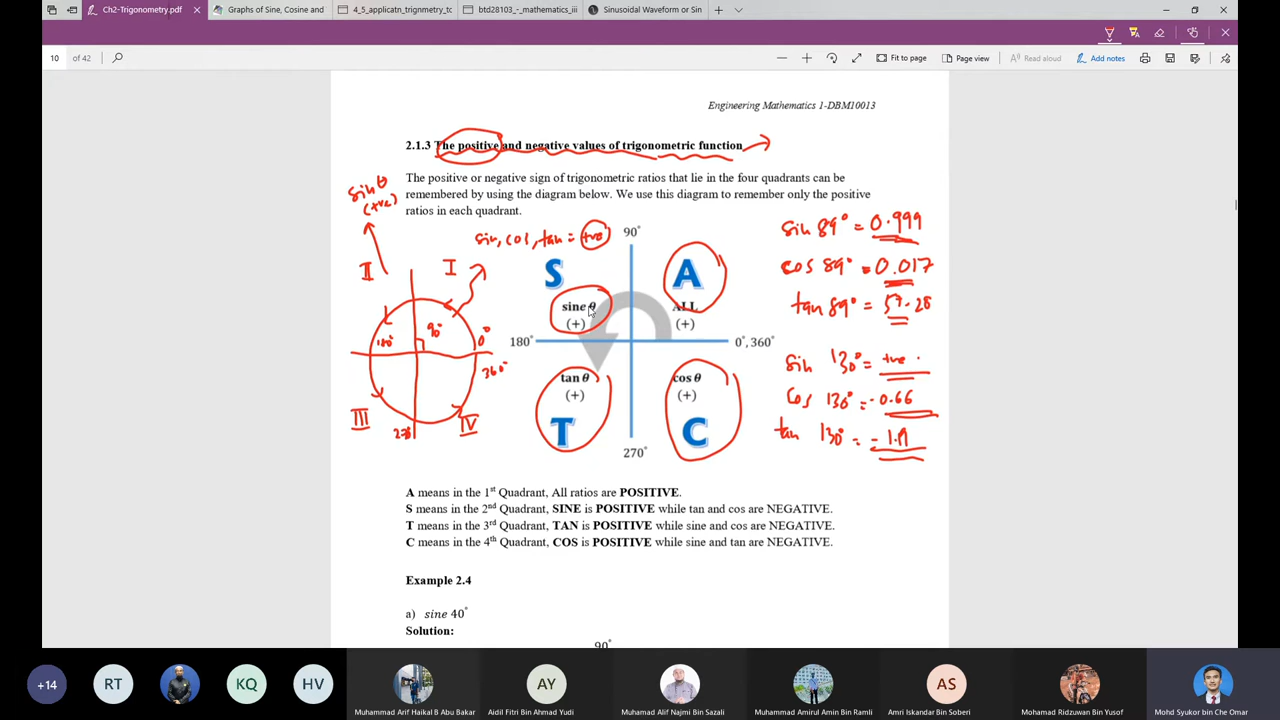 Ch2-Trigonometry.pdf
Graphs of Sine, Cosine and
4_5_applicatn_trignmetry_to
btd28103_-_mathematics_iii
Sinusoidal Waveform or Sin
10 of 42
Fit to page
Page view
Read aloud
Add notes
Engineering Mathematics 1-DBM10013
2.1.3 The positive and negative values of trigonometric function
The positive or negative sign of trigonometric ratios that lie in the four quadrants can be
remembered by using the diagram below. We use this diagram to remember only the positive
ratios in each quadrant.
sin θ
(+ve)
sin, cos, tan = +ve
90°
S
A
sine θ
(+)
ALL
(+)
180°
0°, 360°
tan θ
(+)
cos θ
(+)
T
C
270°
II
I
180°
90°
0°
360°
III
270°
IV
sin 89° = 0.999
cos 89° = 0.017
tan 89° = 57.28
sin 130° = +ve
cos 130° = -0.66
tan 130° = -1.19
A means in the 1st Quadrant, All ratios are POSITIVE.
S means in the 2nd Quadrant, SINE is POSITIVE while tan and cos are NEGATIVE.
T means in the 3rd Quadrant, TAN is POSITIVE while sine and cos are NEGATIVE.
C means in the 4th Quadrant, COS is POSITIVE while sine and tan are NEGATIVE.
Example 2.4
a) sine 40°
Solution:
90°
+14
RT
KQ
HV
AY
AS
Muhammad Arif Haikal B Abu Bakar
Aidil Fitri Bin Ahmad Yudi
Muhamad Alif Najmi Bin Sazali
Muhammad Amirul Amin Bin Ramli
Amri Iskandar Bin Soberi
Mohamad Ridzuwan Bin Yusof
Mohd Syukor bin Che Omar